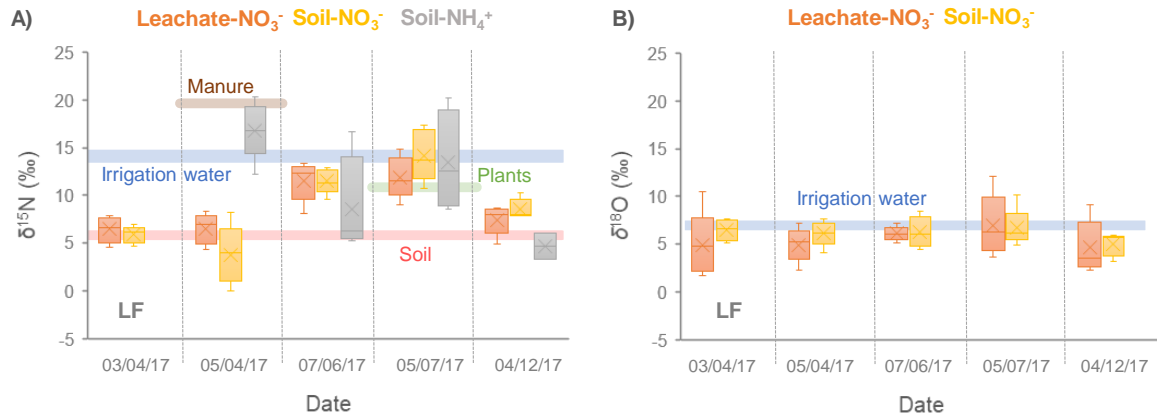 A)
Leachate-NO₃⁻ Soil-NO₃⁻ Soil-NH₄⁺
δ¹⁵N (‰)
25
20
15
10
5
0
-5
Manure
Irrigation water
Plants
Soil
LF
03/04/17 05/04/17 07/06/17 05/07/17 04/12/17
Date
B)
Leachate-NO₃⁻ Soil-NO₃⁻
δ¹⁸O (‰)
25
20
15
10
5
0
-5
Irrigation water
LF
03/04/17 05/04/17 07/06/17 05/07/17 04/12/17
Date